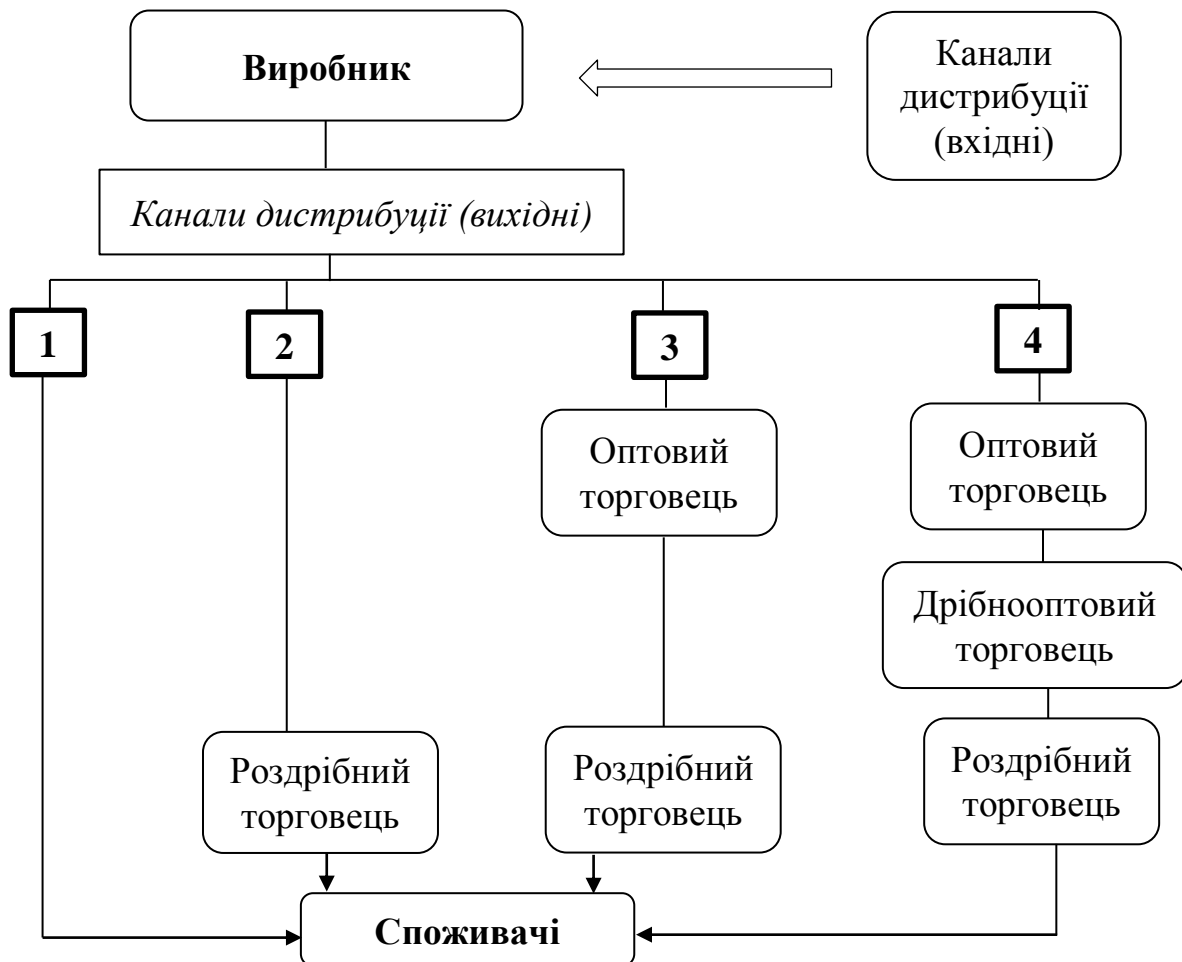 Виробник
Канали
дистрибуції
(вхідні)
Канали дистрибуції (вихідні)
1
2
3
4
Оптовий
торговець
Оптовий
торговець
Дрібнооптовий
торговець
Роздрібний
торговець
Роздрібний
торговець
Роздрібний
торговець
Споживачі